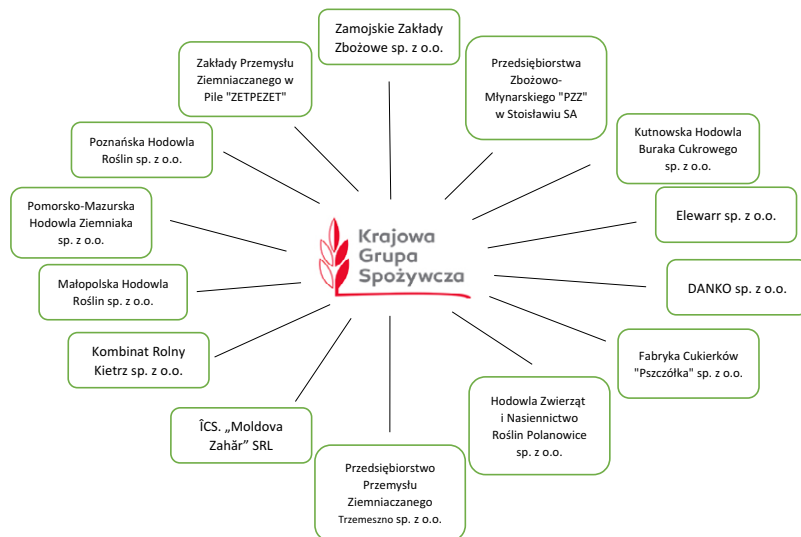 Zamojskie Zakłady
Zbożowe sp. z o.o.
Zakłady Przemysłu
Ziemniaczanego w
Pile "ZETPEZET"
Przedsiębiorstwa
Zbożowo-
Młynarskiego "PZZ"
w Stoisławiu SA
Poznańska Hodowla
Roślin sp. z o.o.
Kutnowska Hodowla
Buraka Cukrowego
sp. z o.o.
Pomorsko-Mazurska
Hodowla Ziemniaka
sp. z o.o.
Elewarr sp. z o.o.
Krajowa
Grupa
Spożywcza
Małopolska Hodowla
Roślin sp. z o.o.
DANKO sp. z o.o.
Kombinat Rolny
Kietrz sp. z o.o.
Fabryka Cukierków
"Pszczółka" sp. z o.o.
ÎCS. „Moldova
Zahăr” SRL
Hodowla Zwierząt
i Nasiennictwo
Roślin Polanowice
sp. z o.o.
Przedsiębiorstwo
Przemysłu
Ziemniaczanego
Trzemeszno sp. z o.o.